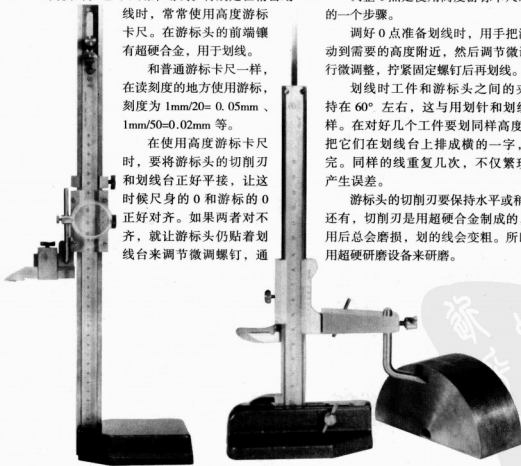 线时，常常使用高度游标
卡尺。在游标头的前端镶
有超硬合金，用于划线。
和普通游标卡尺一样，
在读刻度的地方使用游标，
刻度为 1mm/20= 0. 05mm 、
1mm/50=0.02mm 等。
在使用高度游标卡尺
时，要将游标头的切削刃
和划线台正好平接，让这
时候尺身的 0 和游标的 0
正好对齐。如果两者对不
齐，就让游标头仍贴着划
线台来调节微调螺钉，通
的一个步骤。
调好 0 点准备划线时，用手把
动到需要的高度附近，然后调节微
行微调整，拧紧固定螺钉后再划线。
划线时工件和游标头之间的夹
持在 60° 左右，这与用划针和划线
样。在对好几个工件要划同样高度
把它们在划线台上排成横的一字，
完。同样的线重复几次，不仅繁
产生误差。
游标头的切削刃要保持水平或
还有，切削刃是用超硬合金制成的
用后总会磨损，划的线会变粗。所
用超硬研磨设备来研磨。